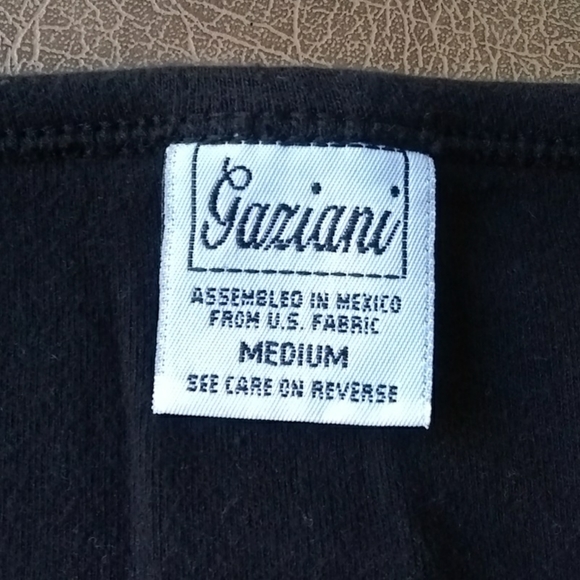 Gaziani
ASSEMBLED IN MEXICO
FROM U.S. FABRIC
MEDIUM
SEE CARE ON REVERSE